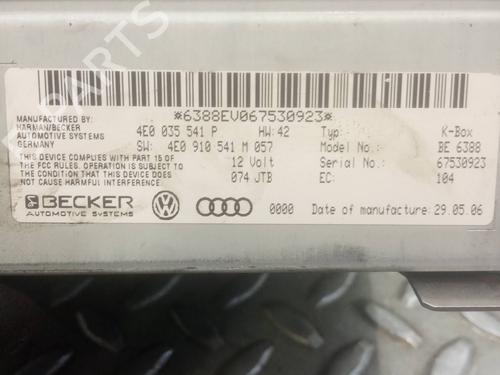 PARTS
*6388EV067530923*
MANUFACTURED BY: 4E0 035 541 P HW: 42 Typ: K-Box
HARMAN/BECKER
AUTOMOTIVE SYSTEMS SW: 4E0 910 541 M 057 Model No.: BE 6388
GERMANY
THIS DEVICE COMPLIES WITH PART 15 OF 12 Volt Serial No.: 67530923
THE FCC RULES. OPERATION IS SUBJECT TO
THE CONDITION THAT THIS DEVICE DOES 074 JTB EC: 104
NOT CAUSE HARMFUL INTERFERENCE
BECKER
AUTOMOTIVE SYSTEMS 0000 Date of manufacture: 29.05.06